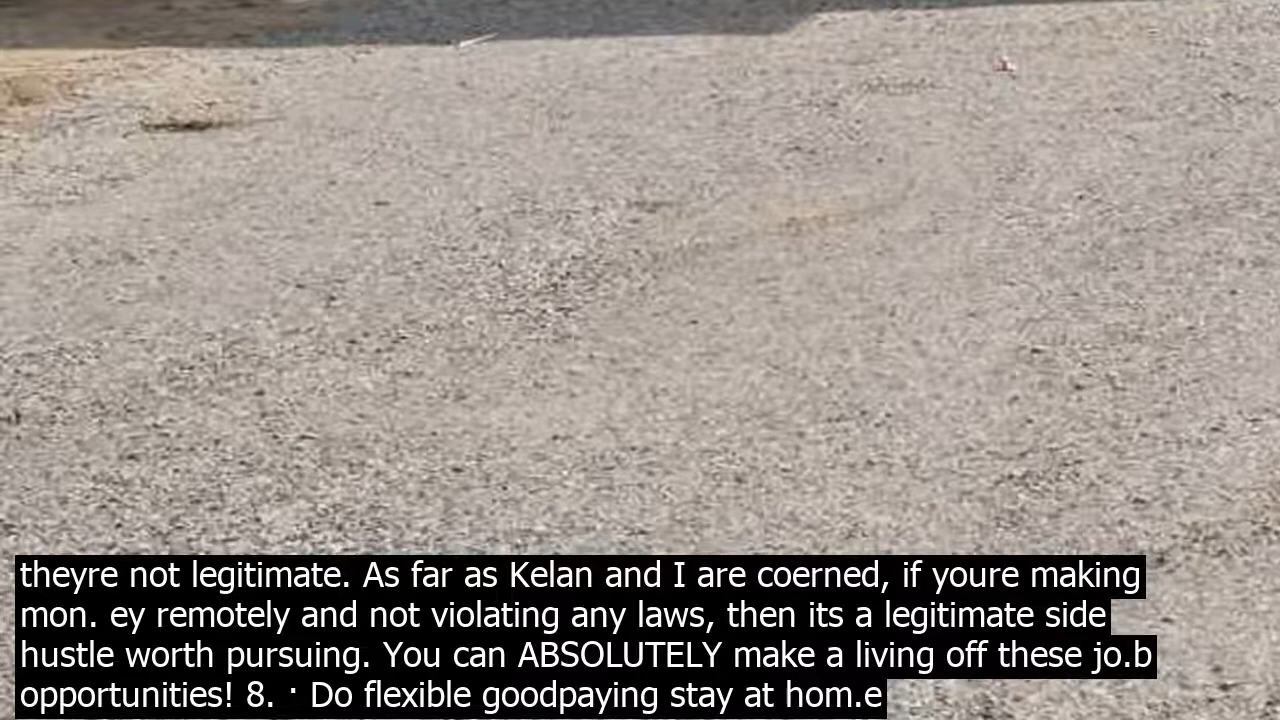 theyre not legitimate. As far as Kelan and I are coerned, if youre making
mon. ey remotely and not violating any laws, then its a legitimate side
hustle worth pursuing. You can ABSOLUTELY make a living off these jo.b
opportunities! 8. · Do flexible goodpaying stay at hom.e